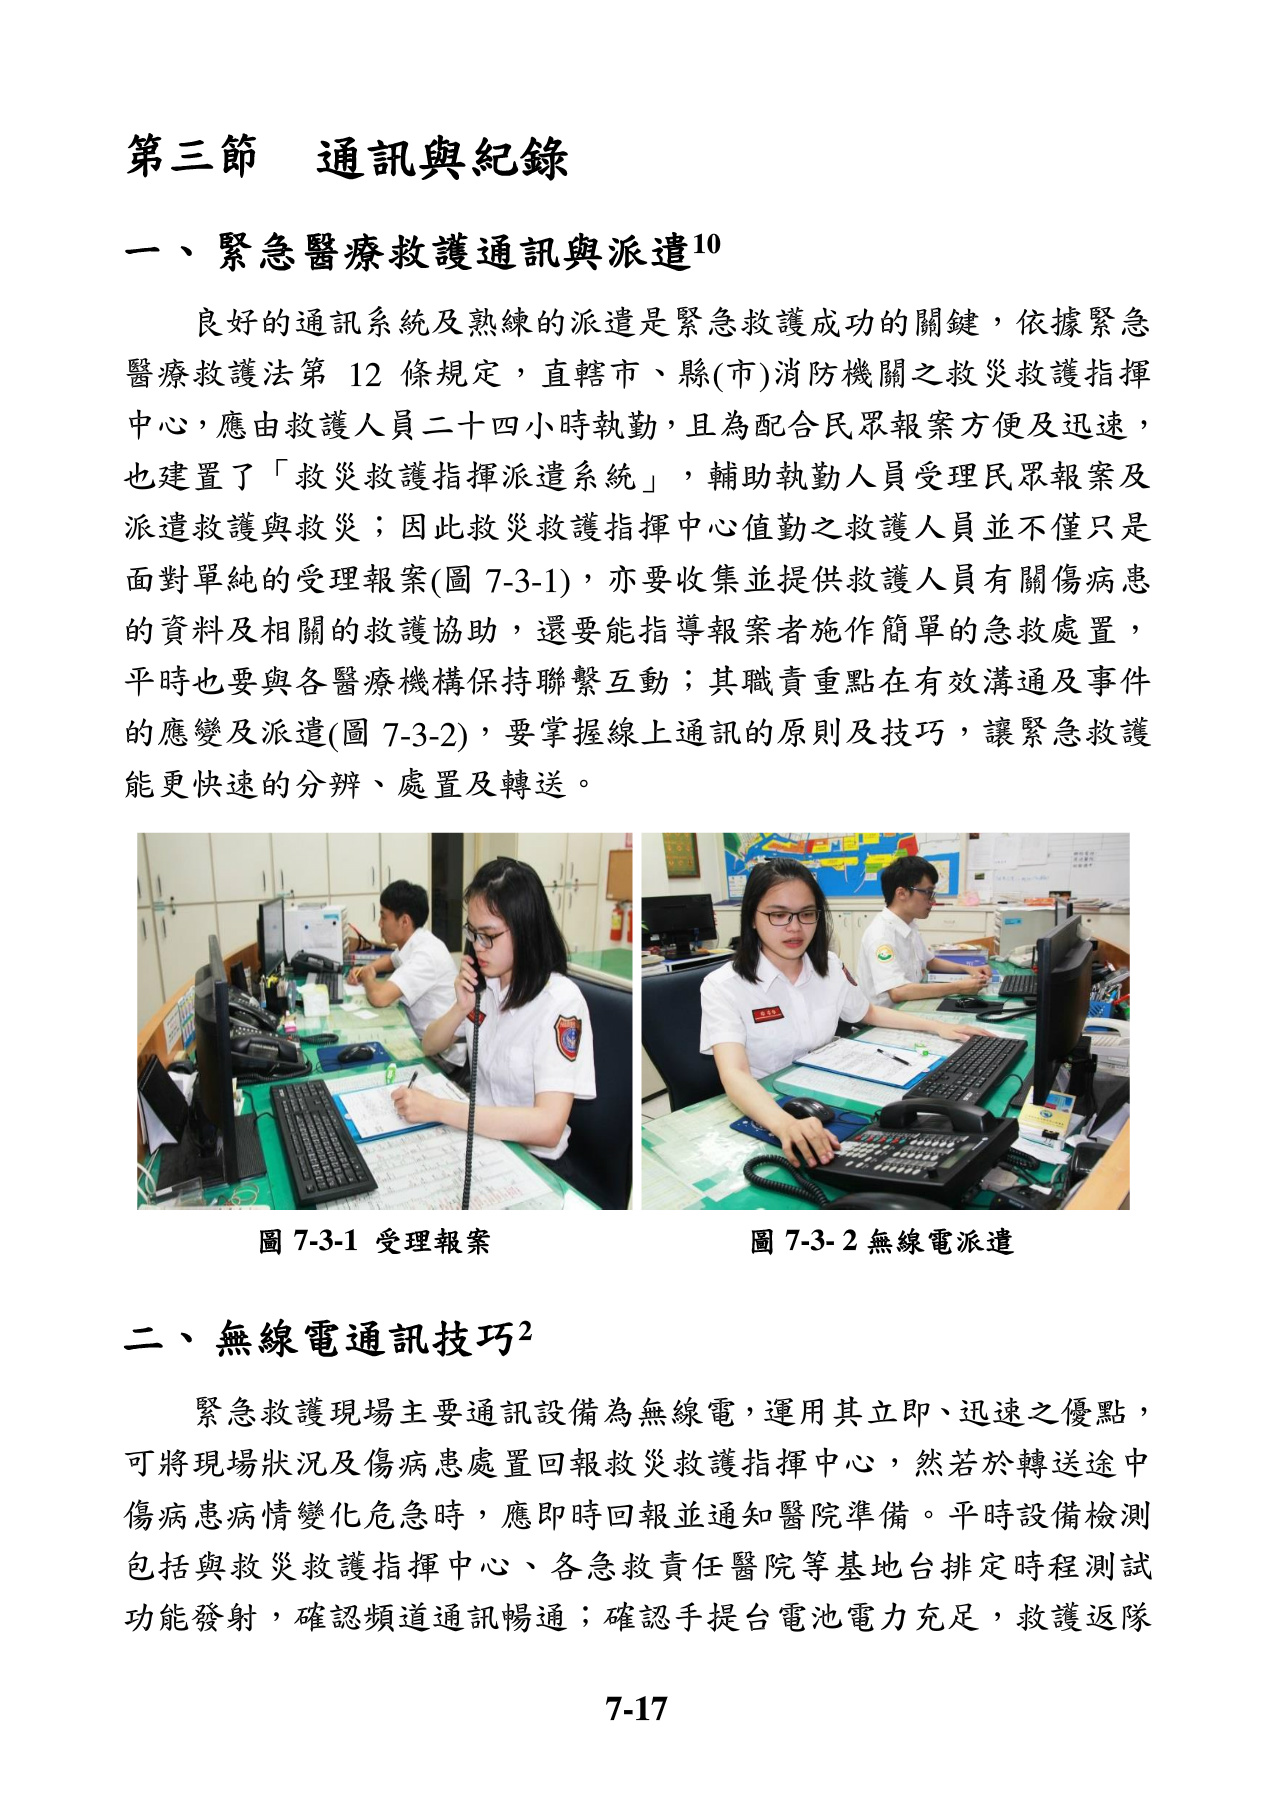 第三節　通訊與紀錄
一、緊急醫療救護通訊與派遣10
良好的通訊系統及熟練的派遣是緊急救護成功的關鍵，依據緊急
醫療救護法第 12 條規定，直轄市、縣(市)消防機關之救災救護指揮
中心，應由救護人員二十四小時執勤，且為配合民眾報案方便及迅速，
也建置了「救災救護指揮派遣系統」，輔助執勤人員受理民眾報案及
派遣救護與救災；因此救災救護指揮中心值勤之救護人員並不僅只是
面對單純的受理報案(圖 7-3-1)，亦要收集並提供救護人員有關傷病患
的資料及相關的救護協助，還要能指導報案者施作簡單的急救處置，
平時也要與各醫療機構保持聯繫互動；其職責重點在有效溝通及事件
的應變及派遣(圖 7-3-2)，要掌握線上通訊的原則及技巧，讓緊急救護
能更快速的分辨、處置及轉送。
圖 7-3-1 受理報案
圖 7-3- 2 無線電派遣
二、無線電通訊技巧2
緊急救護現場主要通訊設備為無線電，運用其立即、迅速之優點，
可將現場狀況及傷病患處置回報救災救護指揮中心，然若於轉送途中
傷病患病情變化危急時，應即時回報並通知醫院準備。平時設備檢測
包括與救災救護指揮中心、各急救責任醫院等基地台排定時程測試
功能發射，確認頻道通訊暢通；確認手提台電池電力充足，救護返隊
7-17